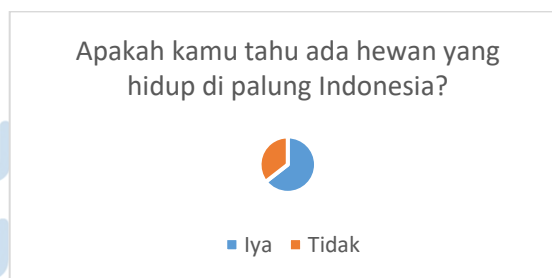 Apakah kamu tahu ada hewan yang
hidup di palung Indonesia?
Iya Tidak